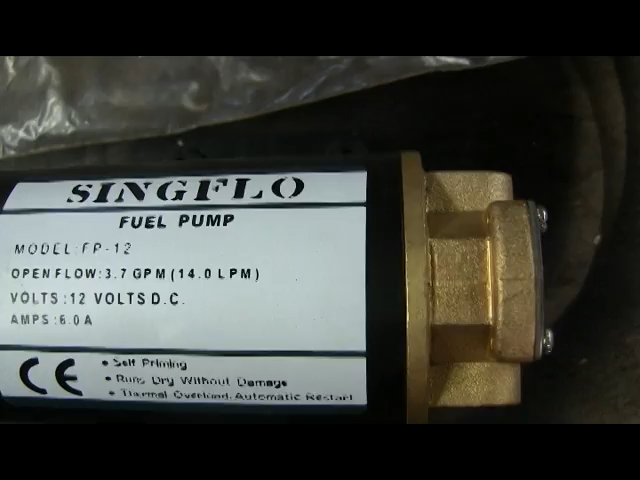 SINGFLO
FUEL PUMP
MODEL:FP-12
OPEN FLOW:3.7 GPM (14.0 LPM)
VOLTS:12 VOLTS D.C.
AMPS:6.0A
CE
• Self Priming
• Runs Dry Without Damage
• Thermal Overload, Automatic Restart